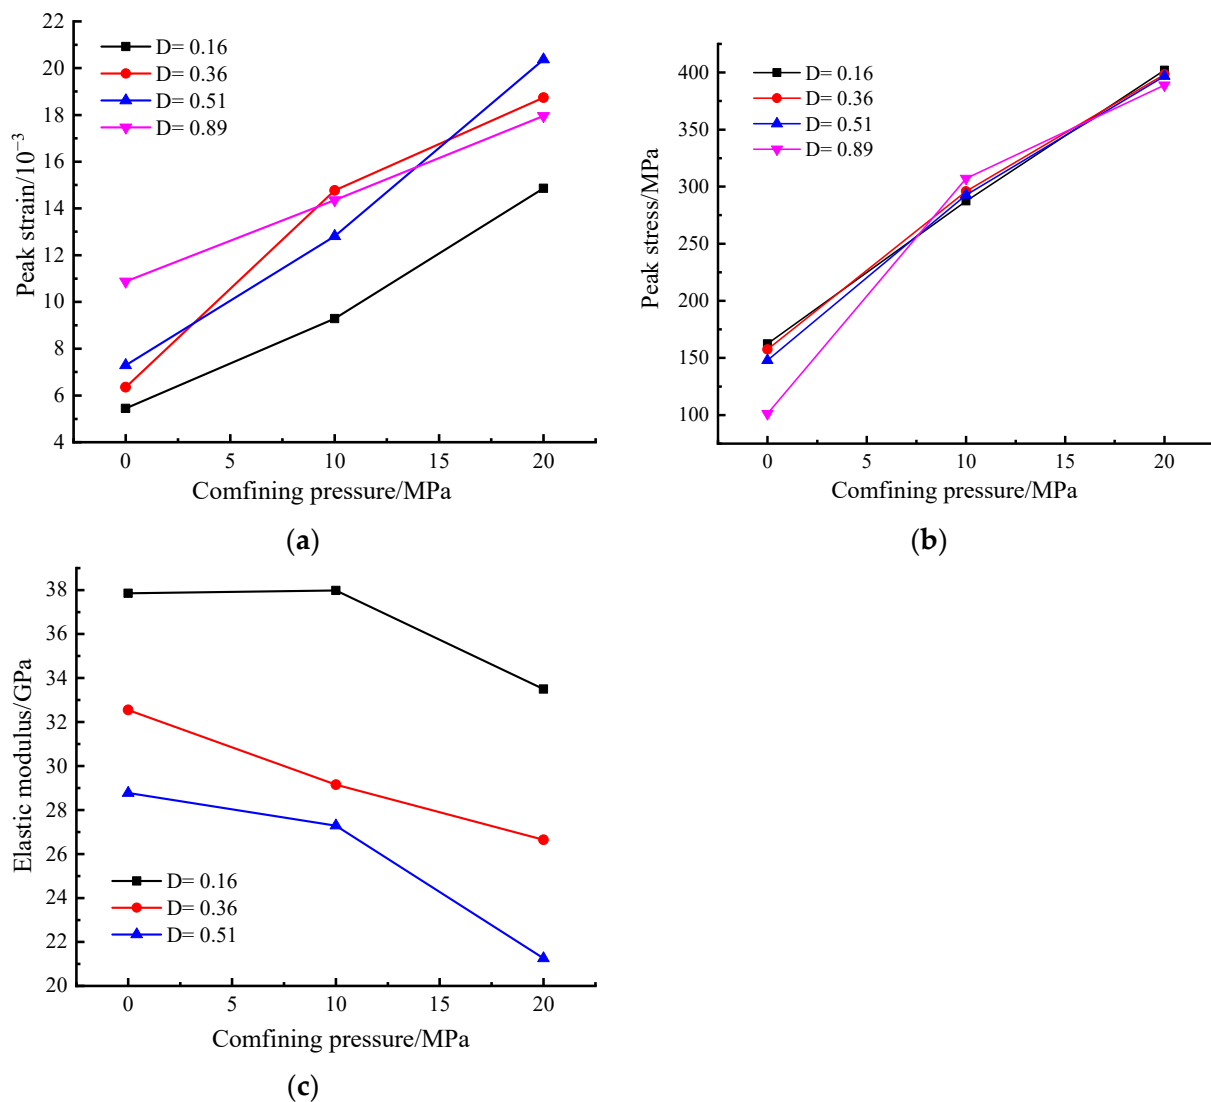 22
20
18
16
14
12
10
8
6
4
Peak strain/10⁻³
D= 0.16
D= 0.36
D= 0.51
D= 0.89
0 5 10 15 20
Comfining pressure/MPa
(a)
400
350
300
250
200
150
100
Peak stress/MPa
D= 0.16
D= 0.36
D= 0.51
D= 0.89
0 5 10 15 20
Comfining pressure/MPa
(b)
38
36
34
32
30
28
26
24
22
20
Elastic modulus/GPa
D= 0.16
D= 0.36
D= 0.51
0 5 10 15 20
Comfining pressure/MPa
(c)